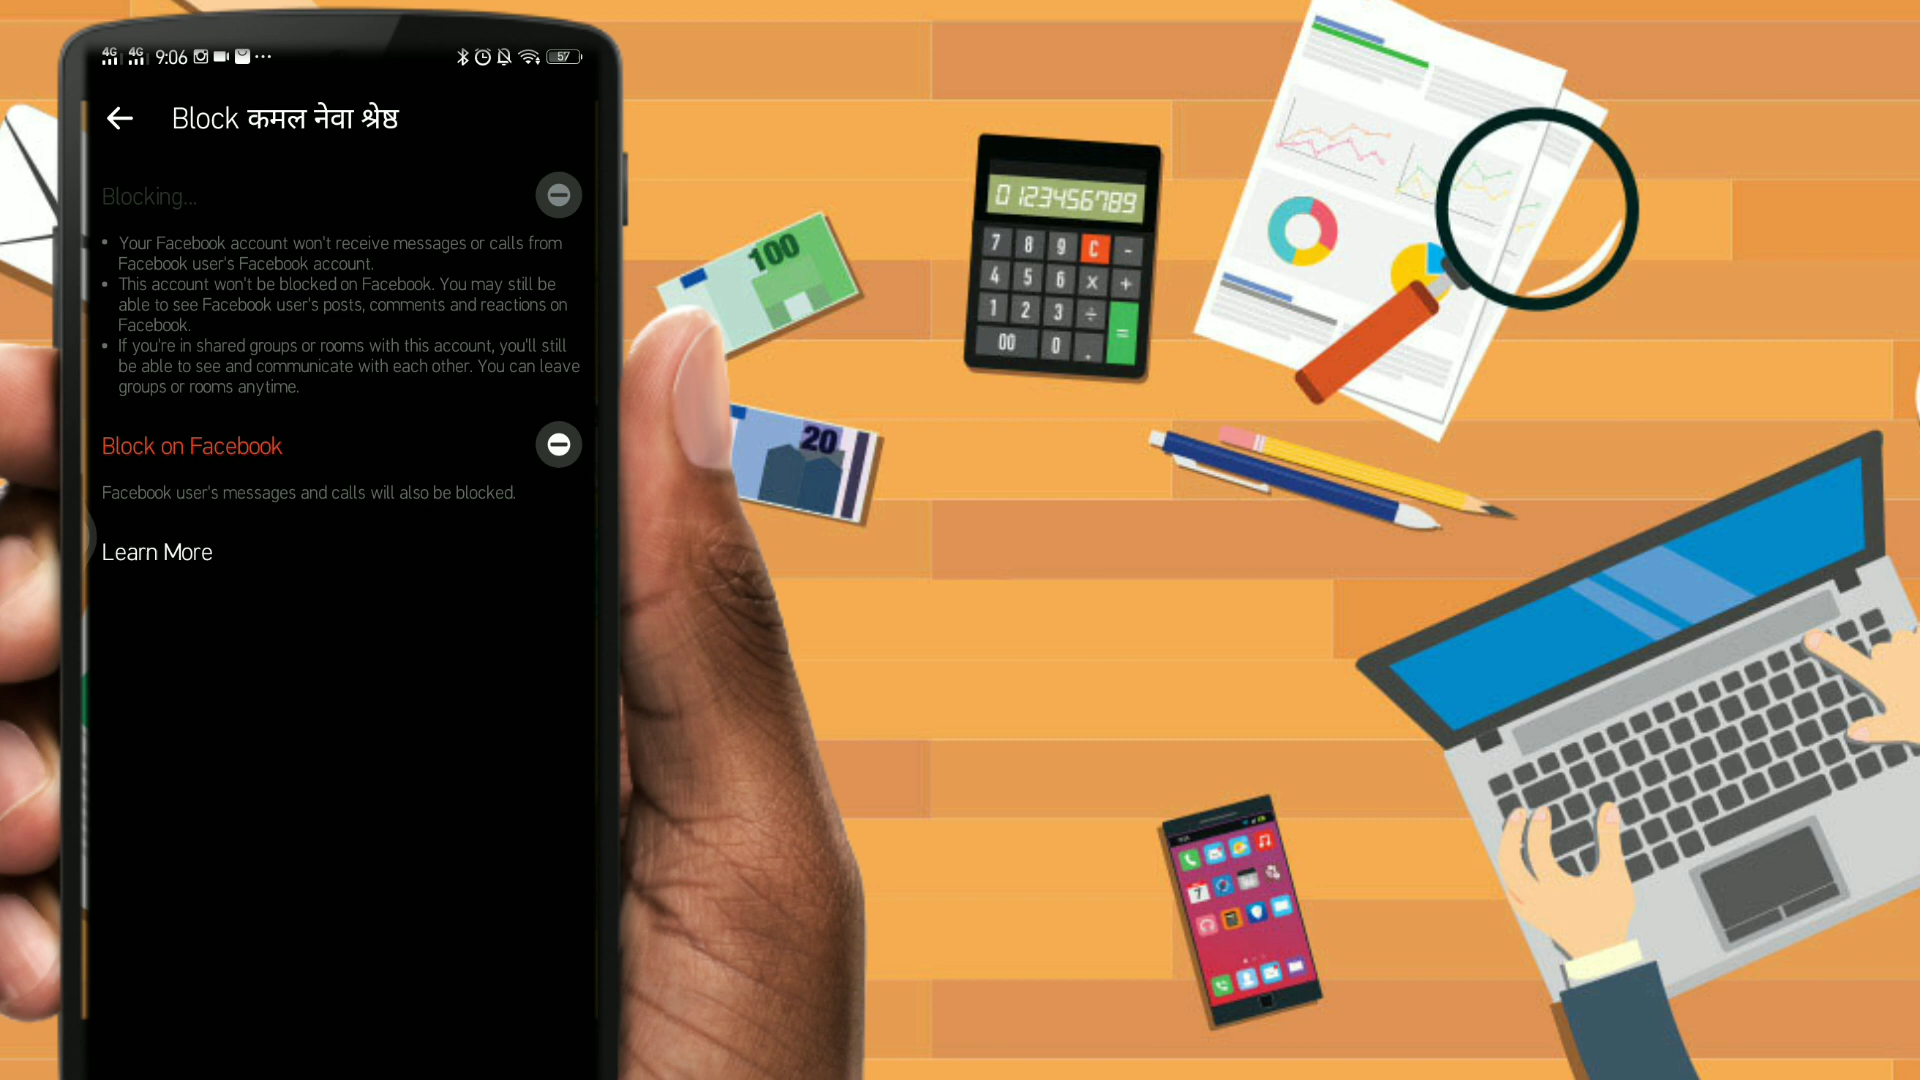 4G 4G 9:06 57
Block कमल नेवा श्रेष्ठ
Blocking...
• Your Facebook account won't receive messages or calls from
Facebook user's Facebook account.
• This account won't be blocked on Facebook. You may still be
able to see Facebook user's posts, comments and reactions on
Facebook.
• If you're in shared groups or rooms with this account, you'll still
be able to see and communicate with each other. You can leave
groups or rooms anytime.
Block on Facebook
Facebook user's messages and calls will also be blocked.
Learn More
100
20
0 123456789
7 8 9 C -
4 5 6 x +
1 2 3 ÷ =
00 0 .
7